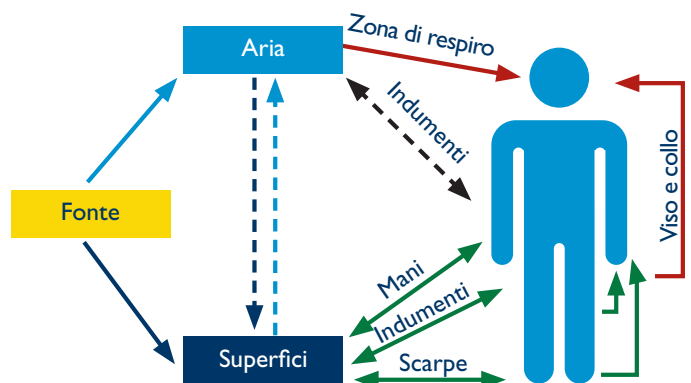 Zona di respiro
Aria
Indumenti
Viso e collo
Fonte
Mani
Indumenti
Superfici
Scarpe